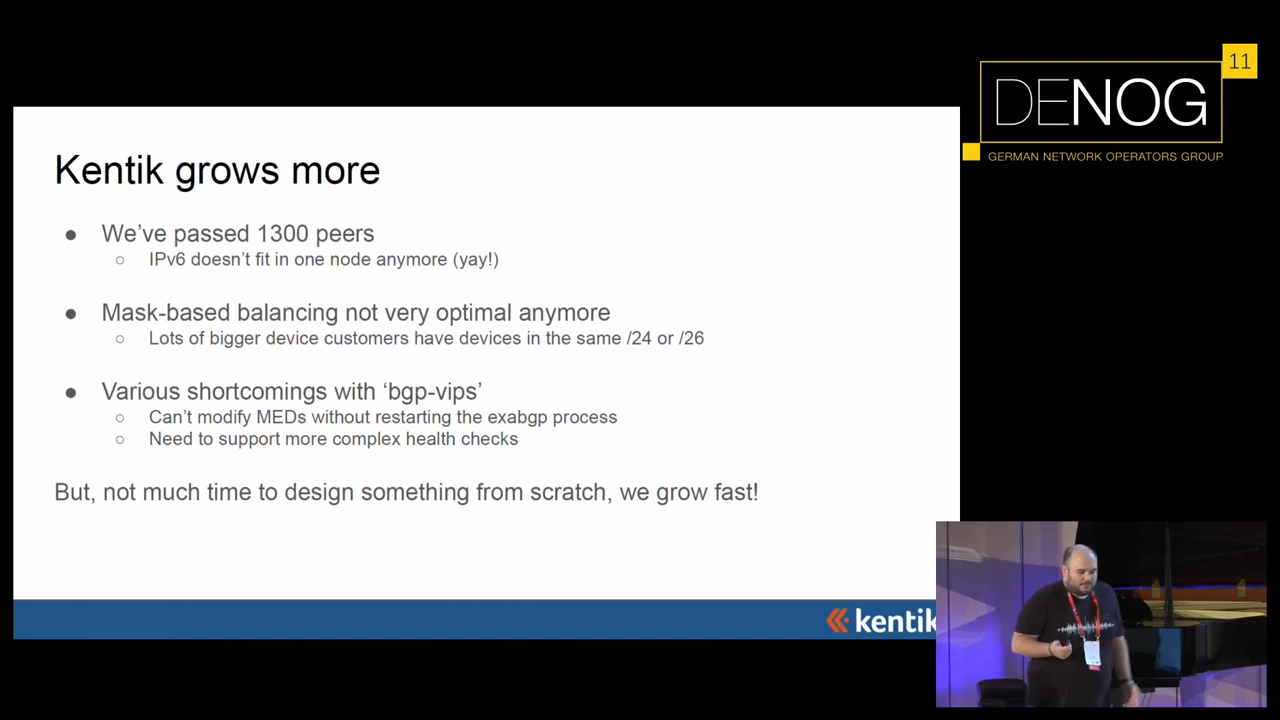 Kentik grows more
● We've passed 1300 peers
○ IPv6 doesn't fit in one node anymore (yay!)
● Mask-based balancing not very optimal anymore
○ Lots of bigger device customers have devices in the same /24 or /26
● Various shortcomings with ‘bgp-vips’
○ Can't modify MEDs without restarting the exabgp process
○ Need to support more complex health checks
But, not much time to design something from scratch, we grow fast!
kentik
11
DENOG
GERMAN NETWORK OPERATORS GROUP